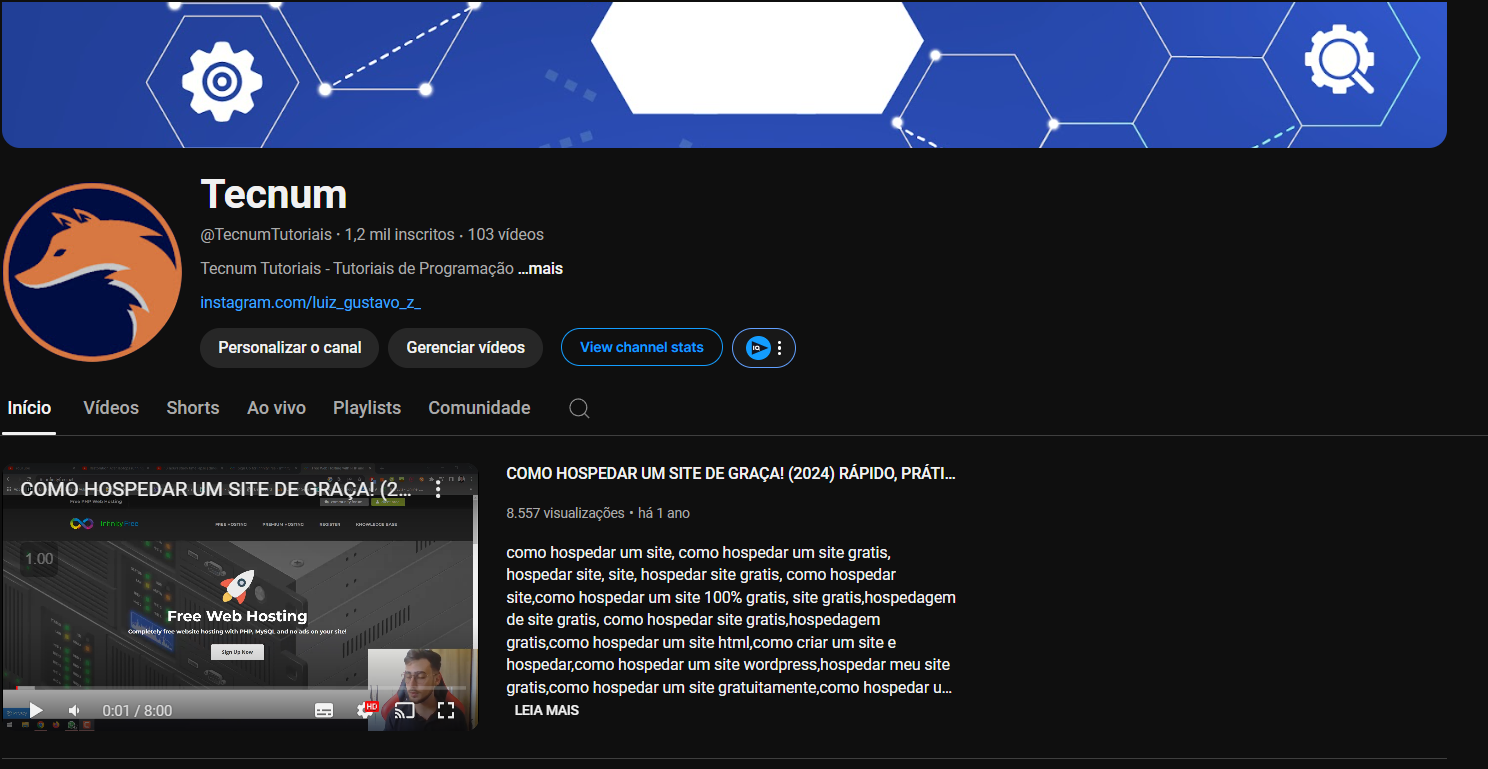 Tecnum
@TecnumTutoriais · 1,2 mil inscritos · 103 vídeos
Tecnum Tutoriais - Tutoriais de Programação ...mais
instagram.com/luiz_gustavo_z_
Personalizar o canal
Gerenciar vídeos
View channel stats
IQ
Início
Vídeos
Shorts
Ao vivo
Playlists
Comunidade
COMO HOSPEDAR UM SITE DE GRAÇA! (2...
Free PHP Web Hosting
InfinityFree
FREE HOSTING
PREMIUM HOSTING
REGISTER
KNOWLEDGE BASE
1.00
Free Web Hosting
Completely free website hosting with PHP, MySQL and no ads on your site!
Sign Up Now
0:01 / 8:00
HD
COMO HOSPEDAR UM SITE DE GRAÇA! (2024) RÁPIDO, PRÁTI...
8.557 visualizações · há 1 ano
como hospedar um site, como hospedar um site gratis,
hospedar site, site, hospedar site gratis, como hospedar
site,como hospedar um site 100% gratis, site gratis,hospedagem
de site gratis, como hospedar site gratis,hospedagem
gratis,como hospedar um site html,como criar um site e
hospedar,como hospedar um site wordpress,hospedar meu site
gratis,como hospedar um site gratuitamente,como hospedar u...
LEIA MAIS